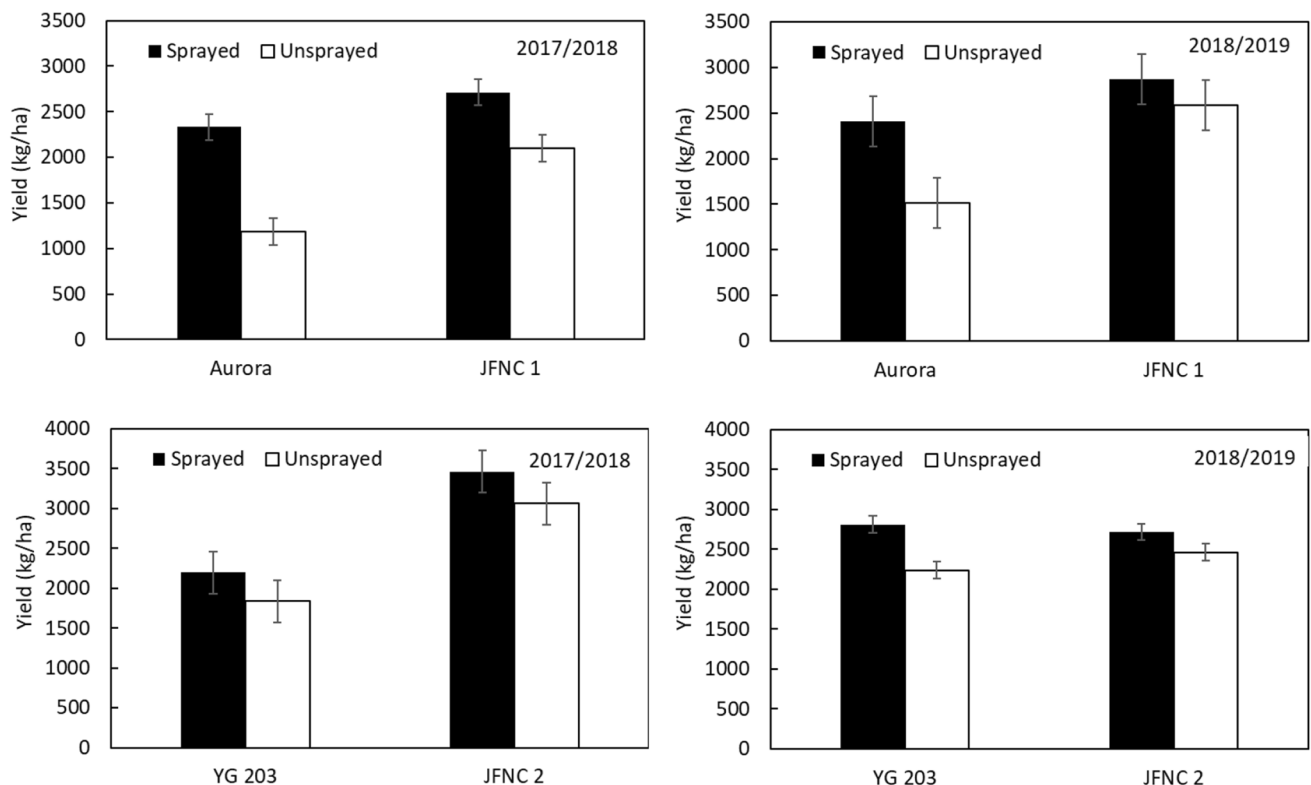 3500
3000
2500
2000
1500
1000
500
0
Yield (kg/ha)
Sprayed Unsprayed 2017/2018
Aurora JFNC 1
3500
3000
2500
2000
1500
1000
500
0
Yield (kg/ha)
Sprayed Unsprayed 2018/2019
Aurora JFNC 1
4000
3500
3000
2500
2000
1500
1000
500
0
Yield (kg/ha)
Sprayed Unsprayed 2017/2018
YG 203 JFNC 2
4000
3500
3000
2500
2000
1500
1000
500
0
Yield (kg/ha)
Sprayed Unsprayed 2018/2019
YG 203 JFNC 2